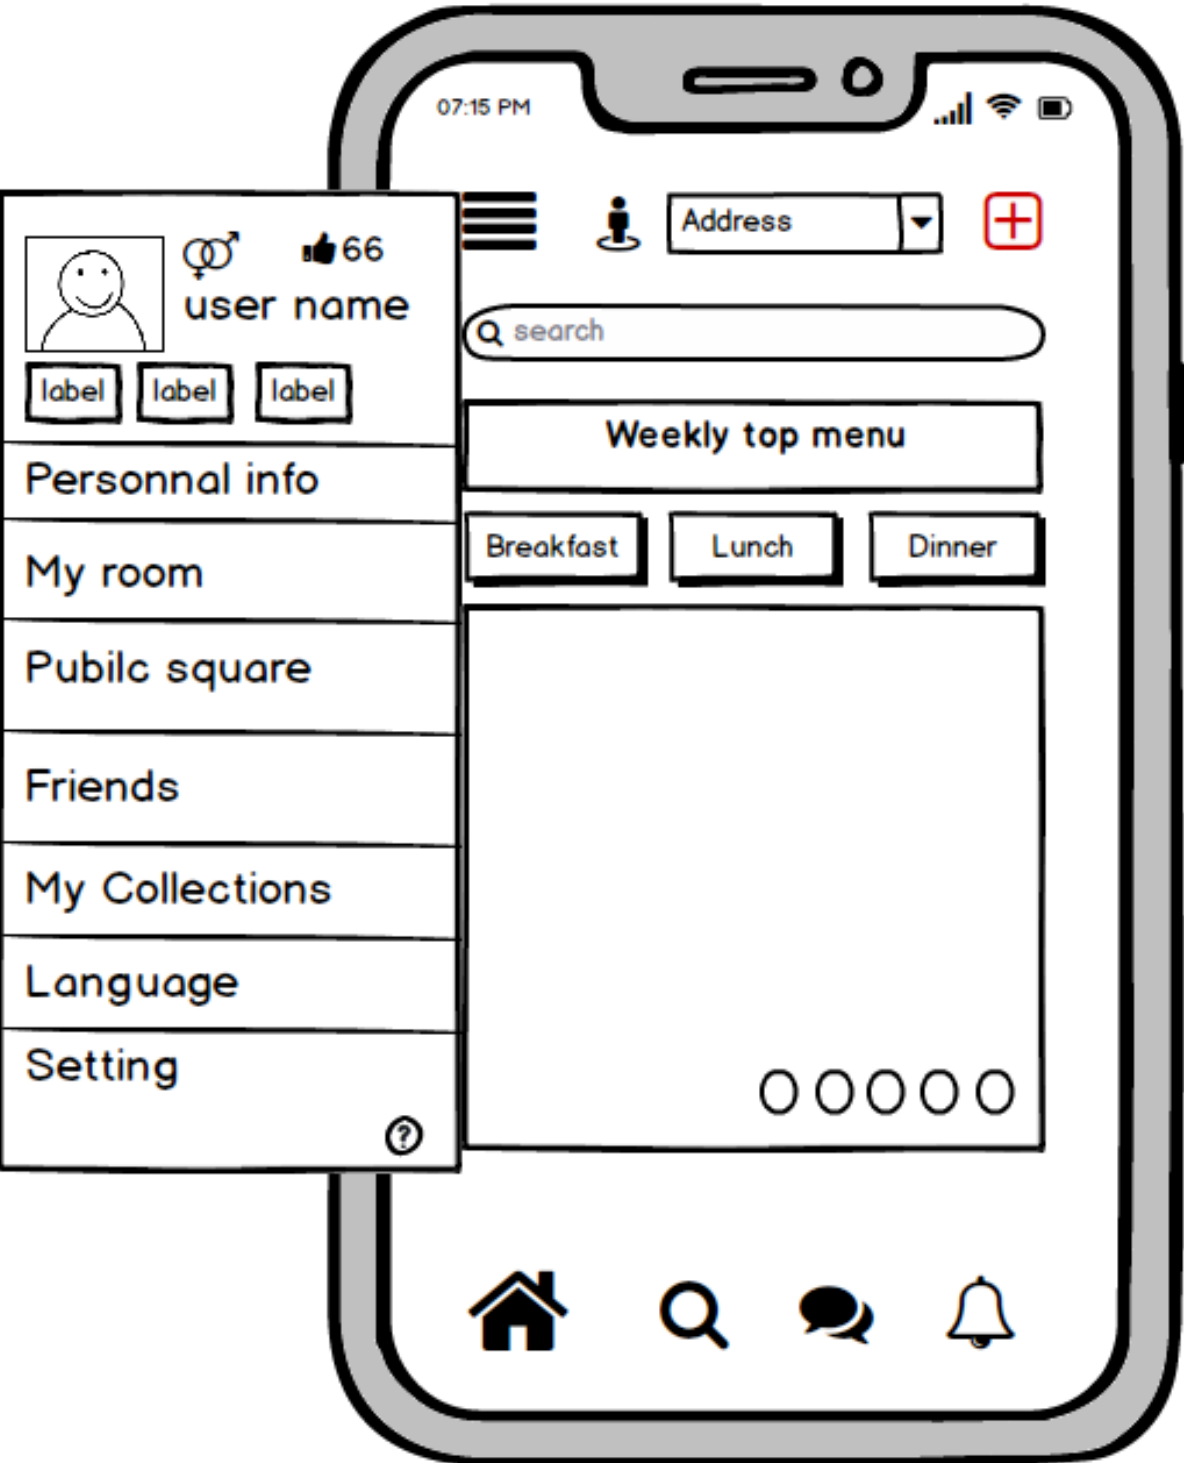 07:15 PM
Address
66
user name
label label label
search
Weekly top menu
Personnal info
Breakfast Lunch Dinner
My room
Pubilc square
Friends
My Collections
Language
Setting
?